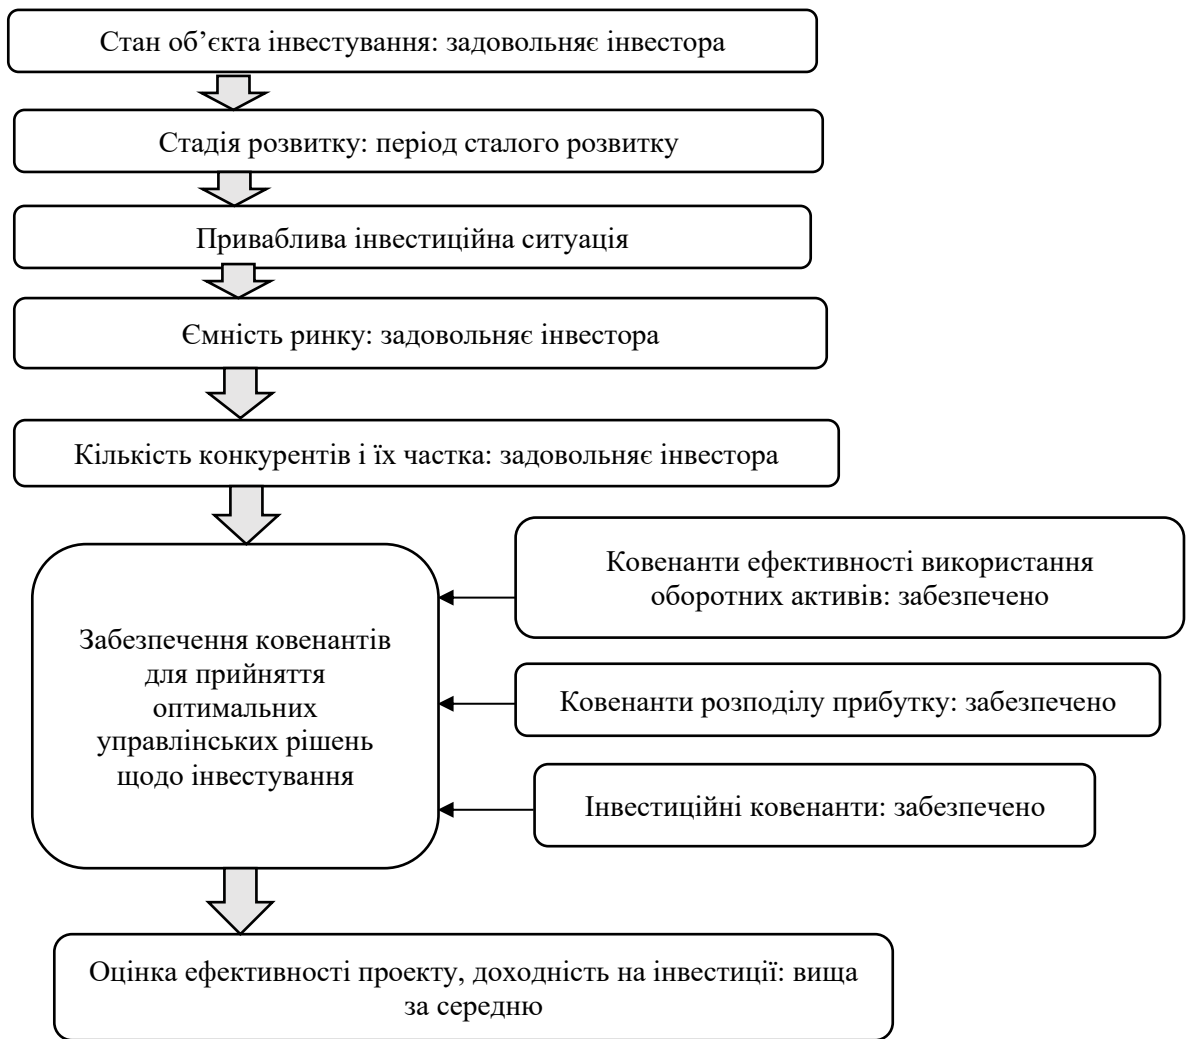 Стан об’єкта інвестування: задовольняє інвестора
Стадія розвитку: період сталого розвитку
Приваблива інвестиційна ситуація
Ємність ринку: задовольняє інвестора
Кількість конкурентів і їх частка: задовольняє інвестора
Забезпечення ковенантів
для прийняття
оптимальних
управлінських рішень
щодо інвестування
Ковенанти ефективності використання
оборотних активів: забезпечено
Ковенанти розподілу прибутку: забезпечено
Інвестиційні ковенанти: забезпечено
Оцінка ефективності проекту, доходність на інвестиції: вища
за середню